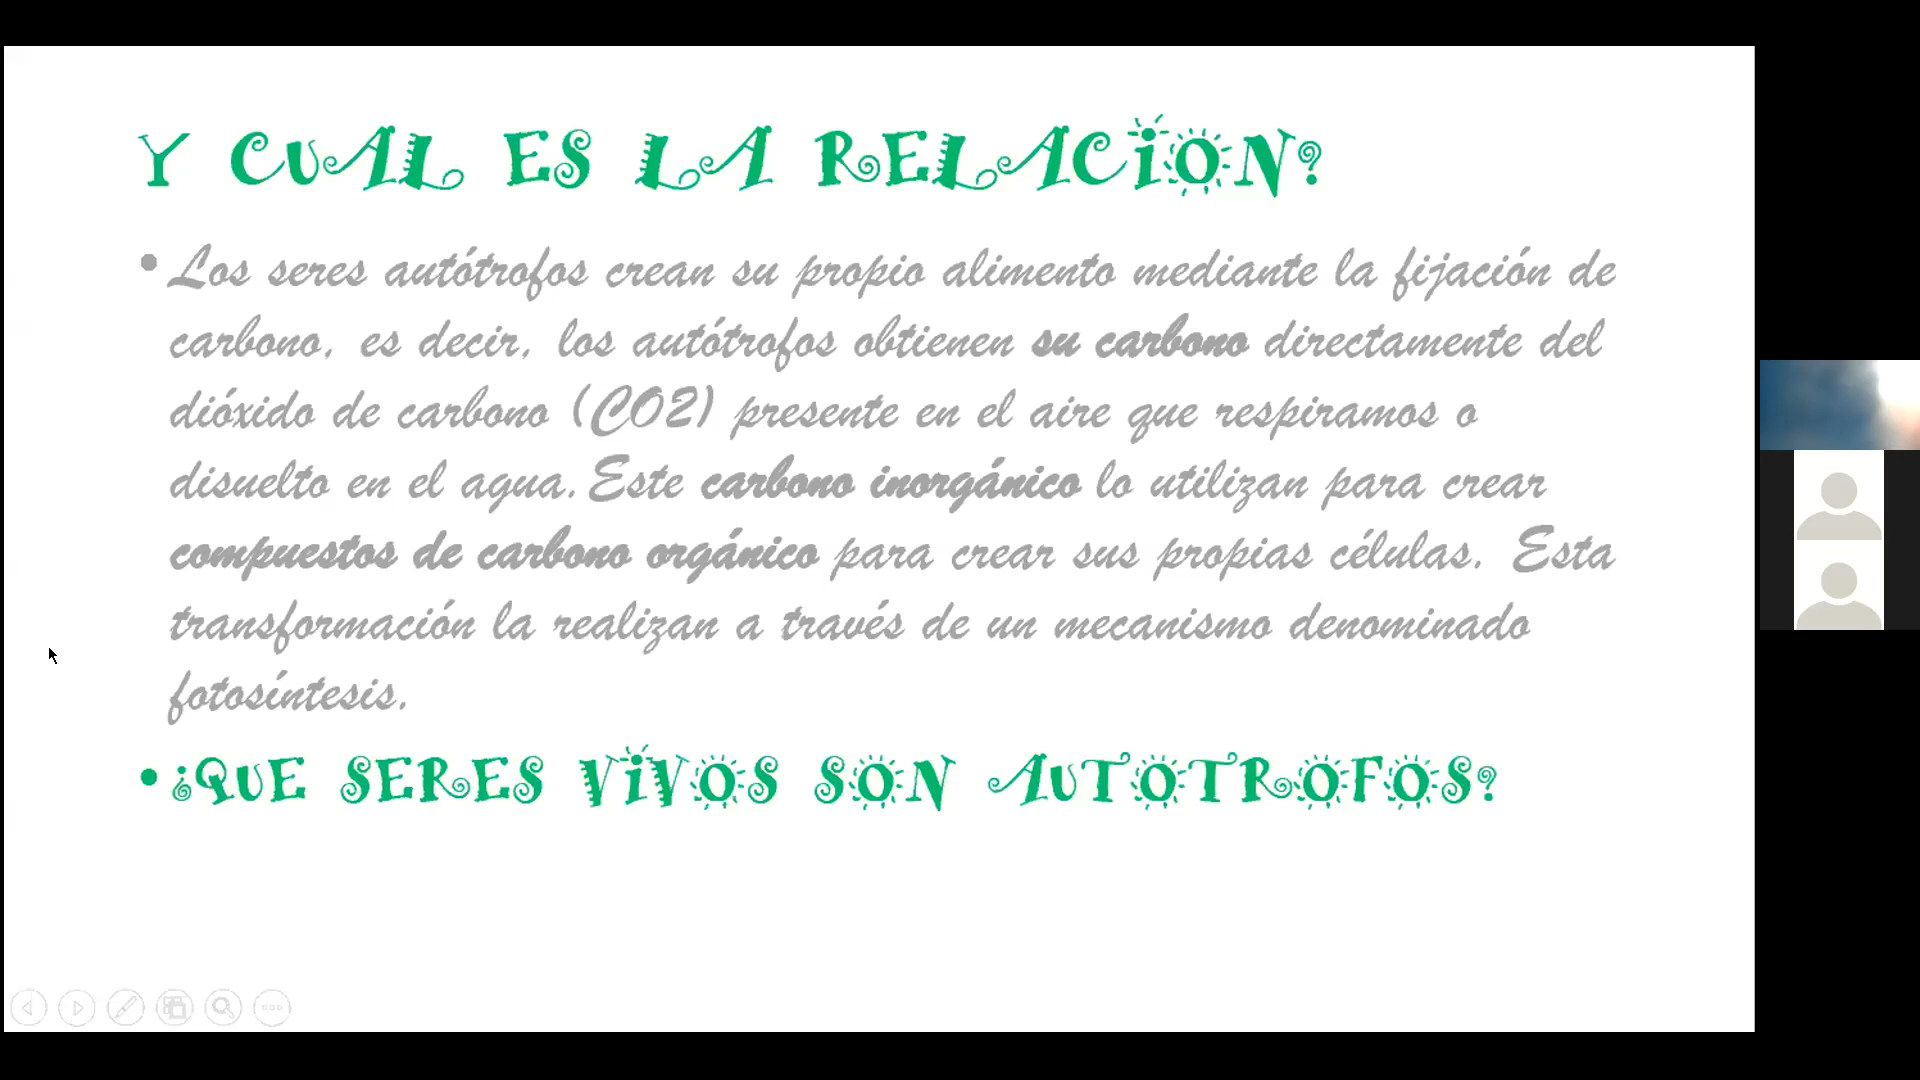 Y CUAL ES LA RELACION?
• Los seres autótrofos crean su propio alimento mediante la fijación de
carbono, es decir, los autótrofos obtienen su carbono directamente del
dióxido de carbono (CO2) presente en el aire que respiramos o
disuelto en el agua. Este carbono inorgánico lo utilizan para crear
compuestos de carbono orgánico para crear sus propias células. Esta
transformación la realizan a través de un mecanismo denominado
fotosíntesis.
• ¿QUE SERES VIVOS SON AUTOTROFOS?